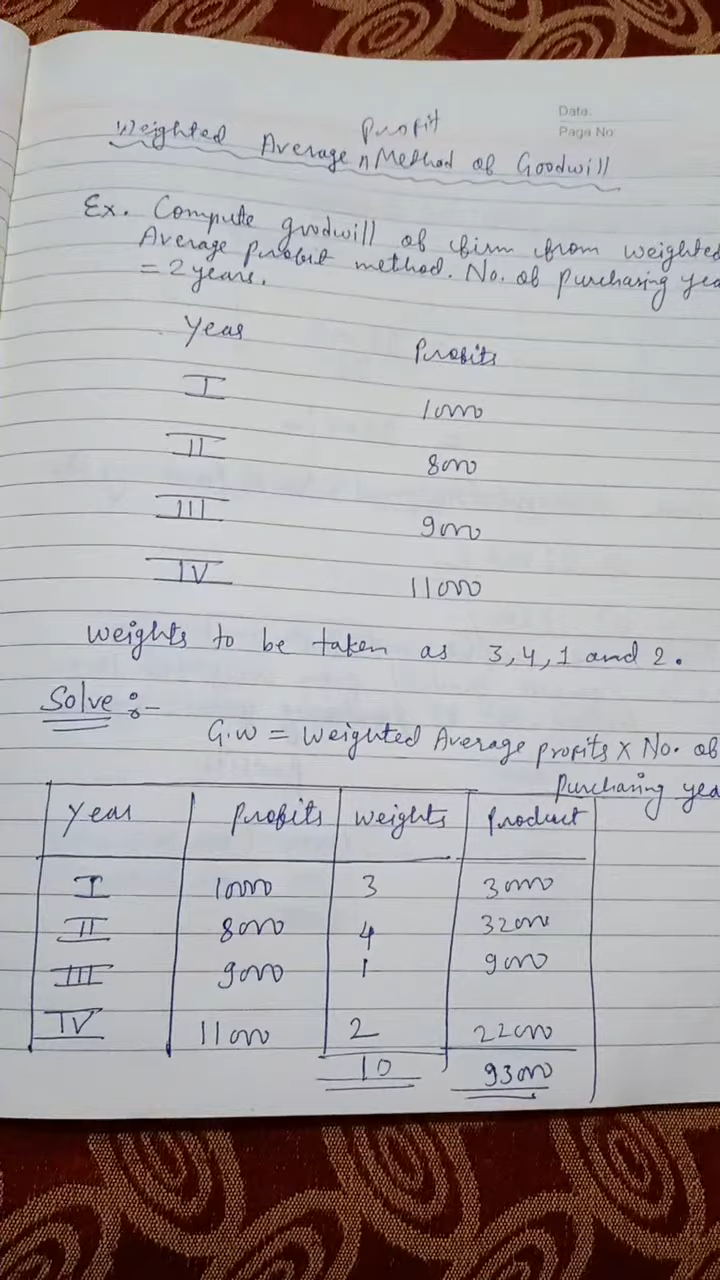 Date.
Page No
Profit
Weighted Average ^ Method of Goodwill
Ex. Compute goodwill of firm from weighted
Average profit method. No. of purchasing yea
= 2 years.
Year Profits
I 10000
II 8000
III 9000
IV 11000
Weights to be taken as 3, 4, 1 and 2.
Solve :-
G.W = Weighted Average profits x No. of
purchasing yea
Year Profits Weights Product
I 10000 3 30000
II 8000 4 32000
III 9000 1 9000
IV 11000 2 22000
10 93000